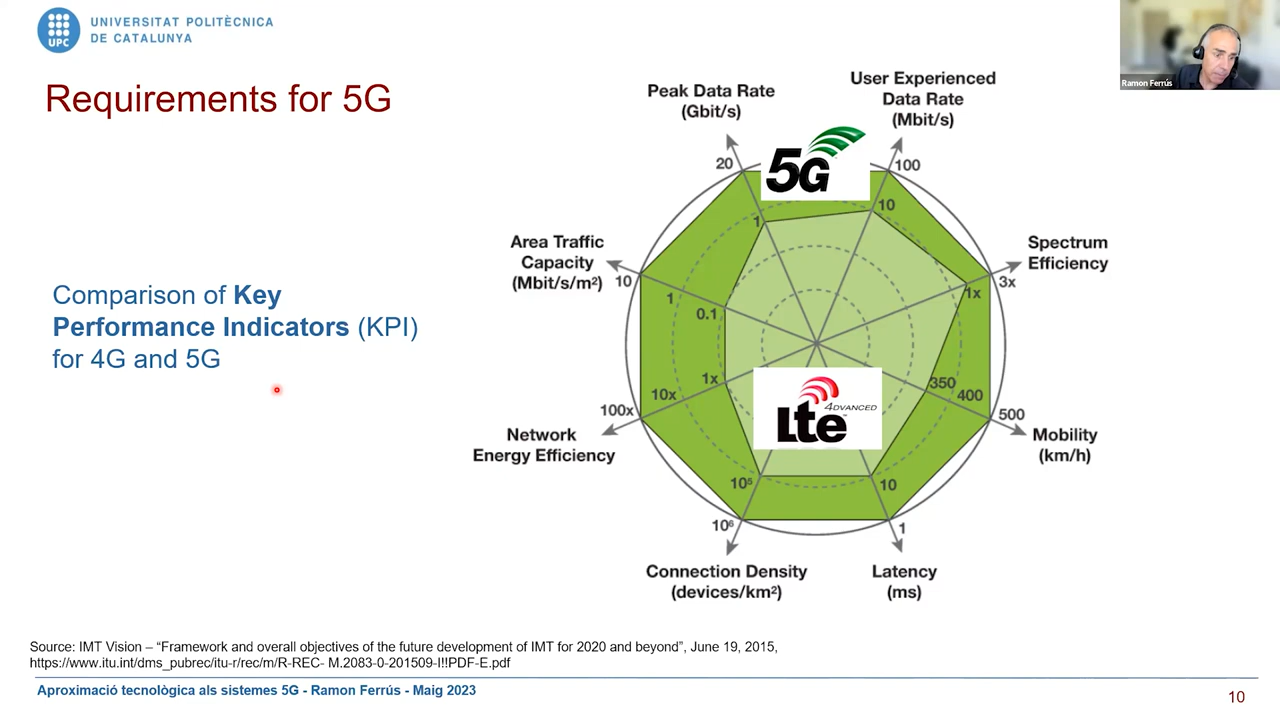 UNIVERSITAT POLITÈCNICA
DE CATALUNYA
UPC
Ramon Ferrús
Requirements for 5G
Comparison of Key
Performance Indicators (KPI)
for 4G and 5G
Peak Data Rate
(Gbit/s)
User Experienced
Data Rate
(Mbit/s)
5G
20
100
1
10
Area Traffic
Capacity
(Mbit/s/m²)
10
1
0.1
Spectrum
Efficiency
3x
1x
Network
Energy Efficiency
100x
10x
1x
LTE
4DVANCED
350
400
500
Mobility
(km/h)
10⁵
10⁶
10
1
Connection Density
(devices/km²)
Latency
(ms)
Source: IMT Vision – “Framework and overall objectives of the future development of IMT for 2020 and beyond”, June 19, 2015,
https://www.itu.int/dms_pubrec/itu-r/rec/m/R-REC- M.2083-0-201509-I!!PDF-E.pdf
Aproximació tecnològica als sistemes 5G - Ramon Ferrús - Maig 2023
10